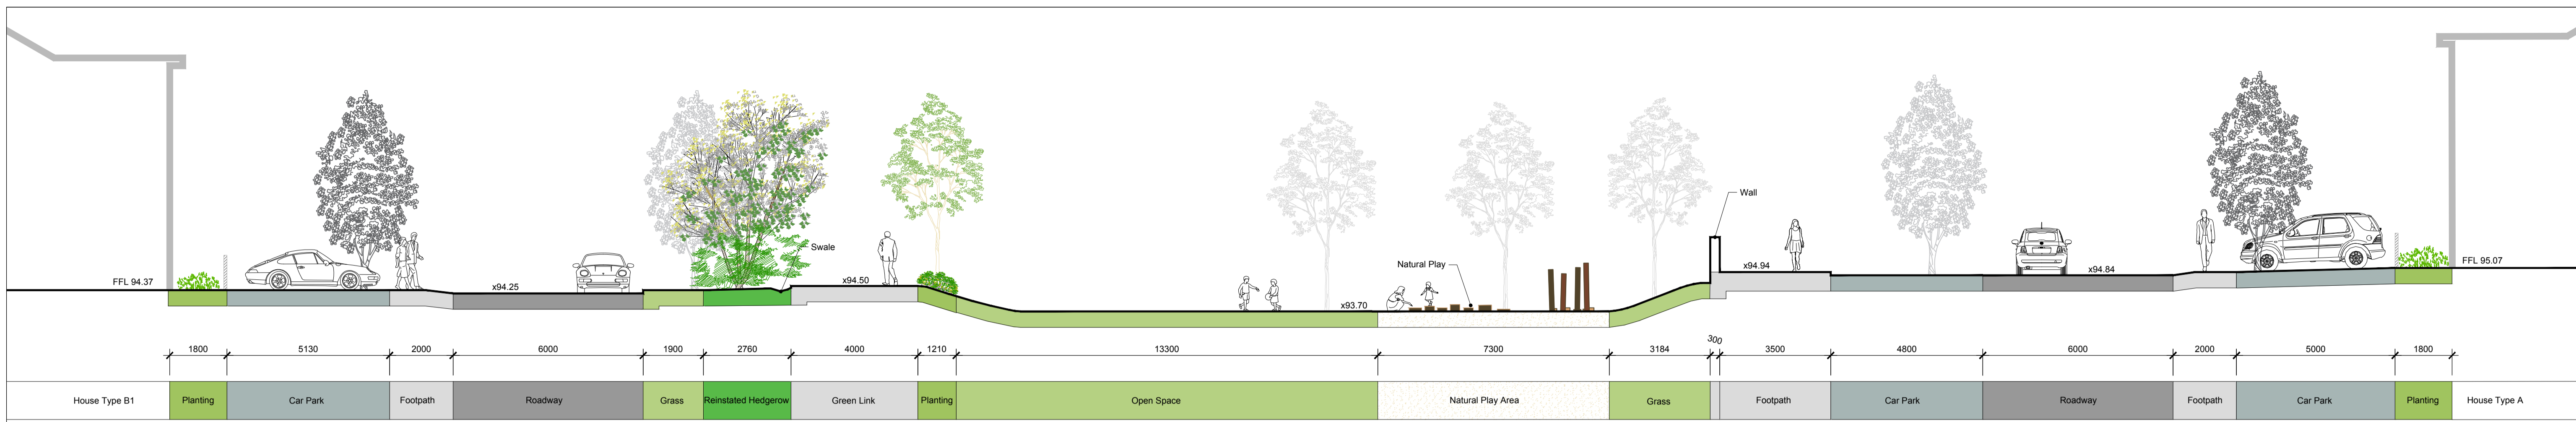 Wall
Swale
Natural Play
FFL 94.37
x94.25
x94.50
x93.70
x94.94
x94.84
FFL 95.07
1800
5130
2000
6000
1900
2760
4000
1210
13300
7300
3184
300
3500
4800
6000
2000
5000
1800
House Type B1
Planting
Car Park
Footpath
Roadway
Grass
Reinstated Hedgerow
Green Link
Planting
Open Space
Natural Play Area
Grass
Footpath
Car Park
Roadway
Footpath
Car Park
Planting
House Type A